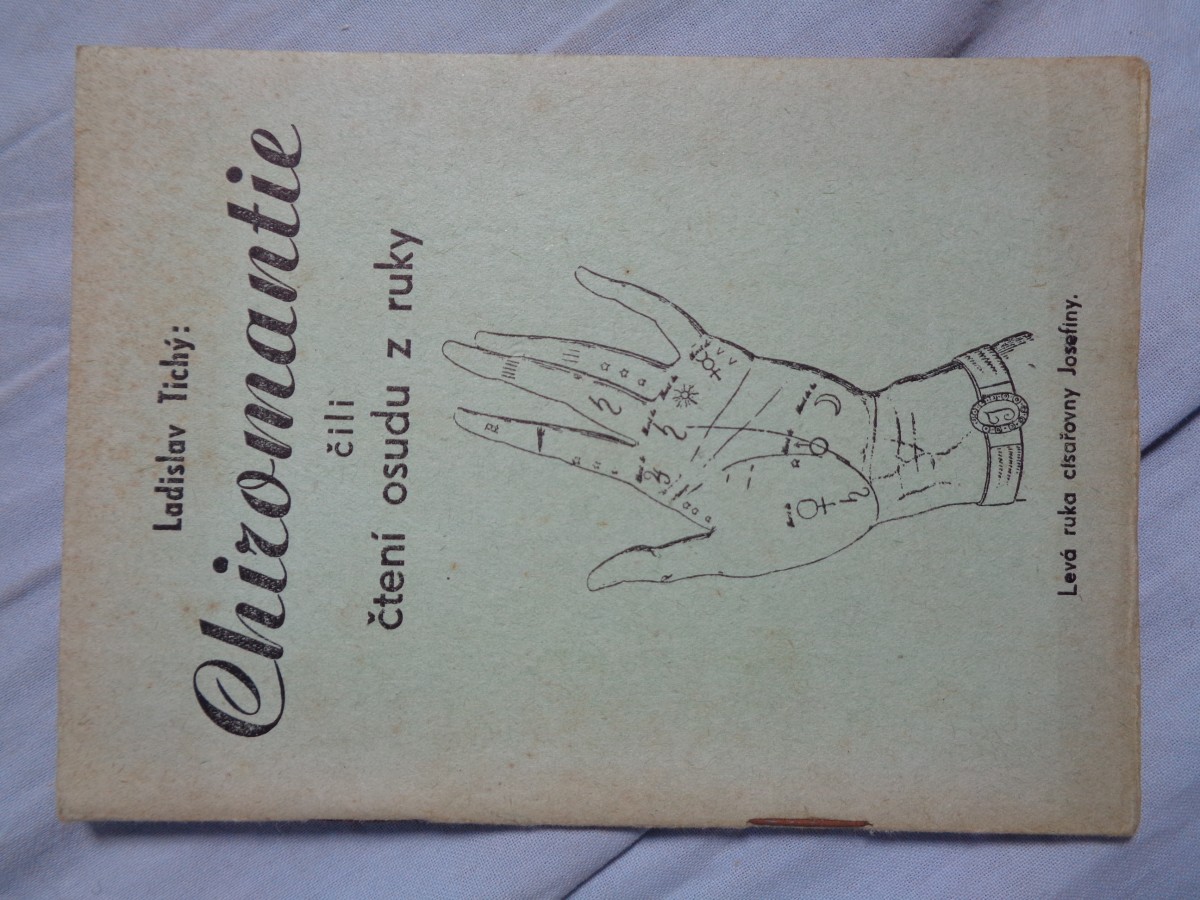 Ladislav Tichý:
Chiromantie
čili
čtení osudu z ruky
Levá ruka císařovny Josefiny.